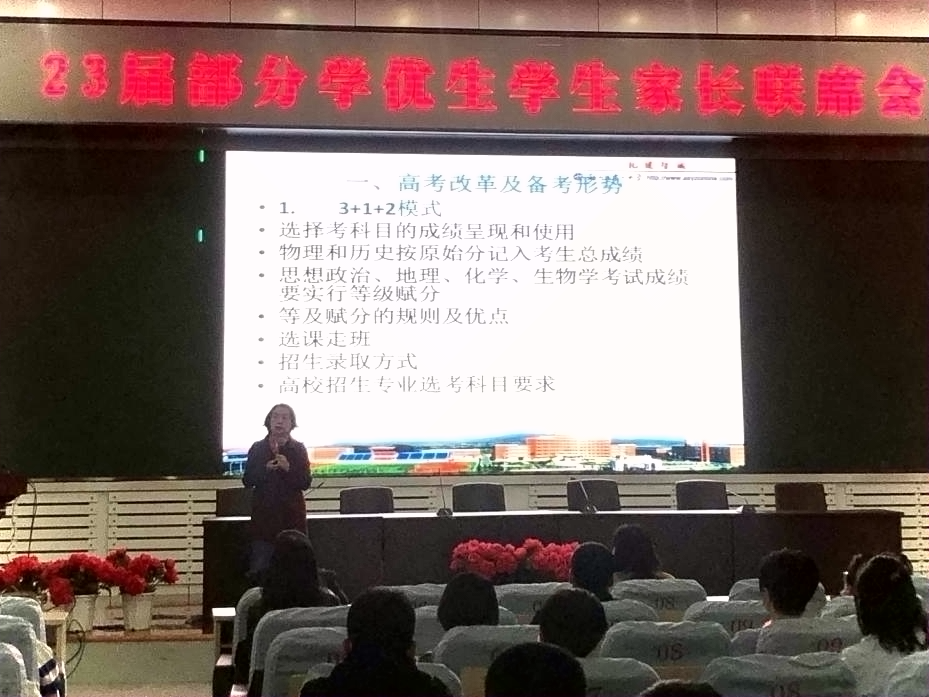 23届部分学优生学生家长联席会
一、高考改革及备考形势
• 1. 3+1+2模式
• 选择考科目的成绩呈现和使用
• 物理和历史按原始分记入考生总成绩
• 思想政治、地理、化学、生物学考试成绩
要实行等级赋分
• 等及赋分的规则及优点
• 选课走班
• 招生录取方式
• 高校招生专业选考科目要求
08
09
09
08
08